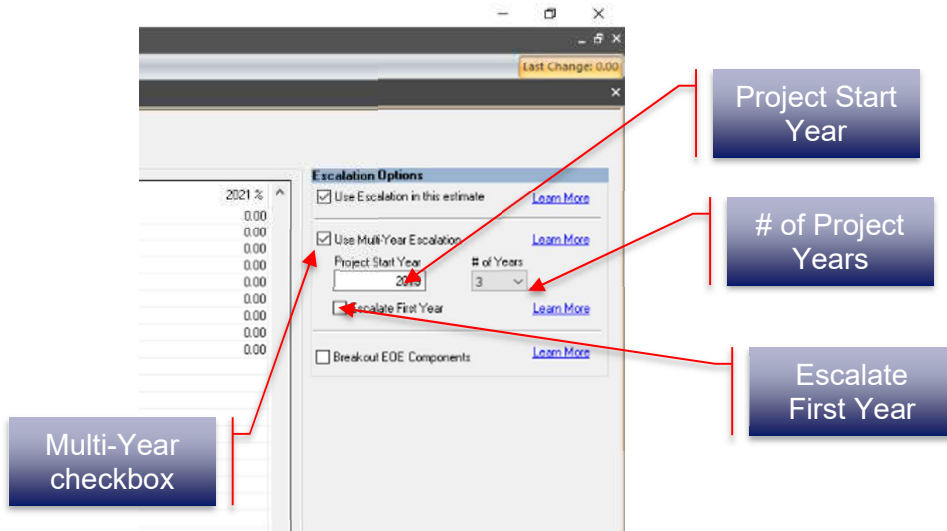 Last Change: 0.00
Project Start
Year
Escalation Options
2021 %
Use Escalation in this estimate
Learn More
0.00
0.00
Use Multi-Year Escalation
Learn More
# of Project
Years
0.00
0.00
Project Start Year
# of Years
0.00
3
0.00
Escalate First Year
Learn More
0.00
0.00
0.00
Breakout EOE Components
Learn More
Escalate
First Year
Multi-Year
checkbox